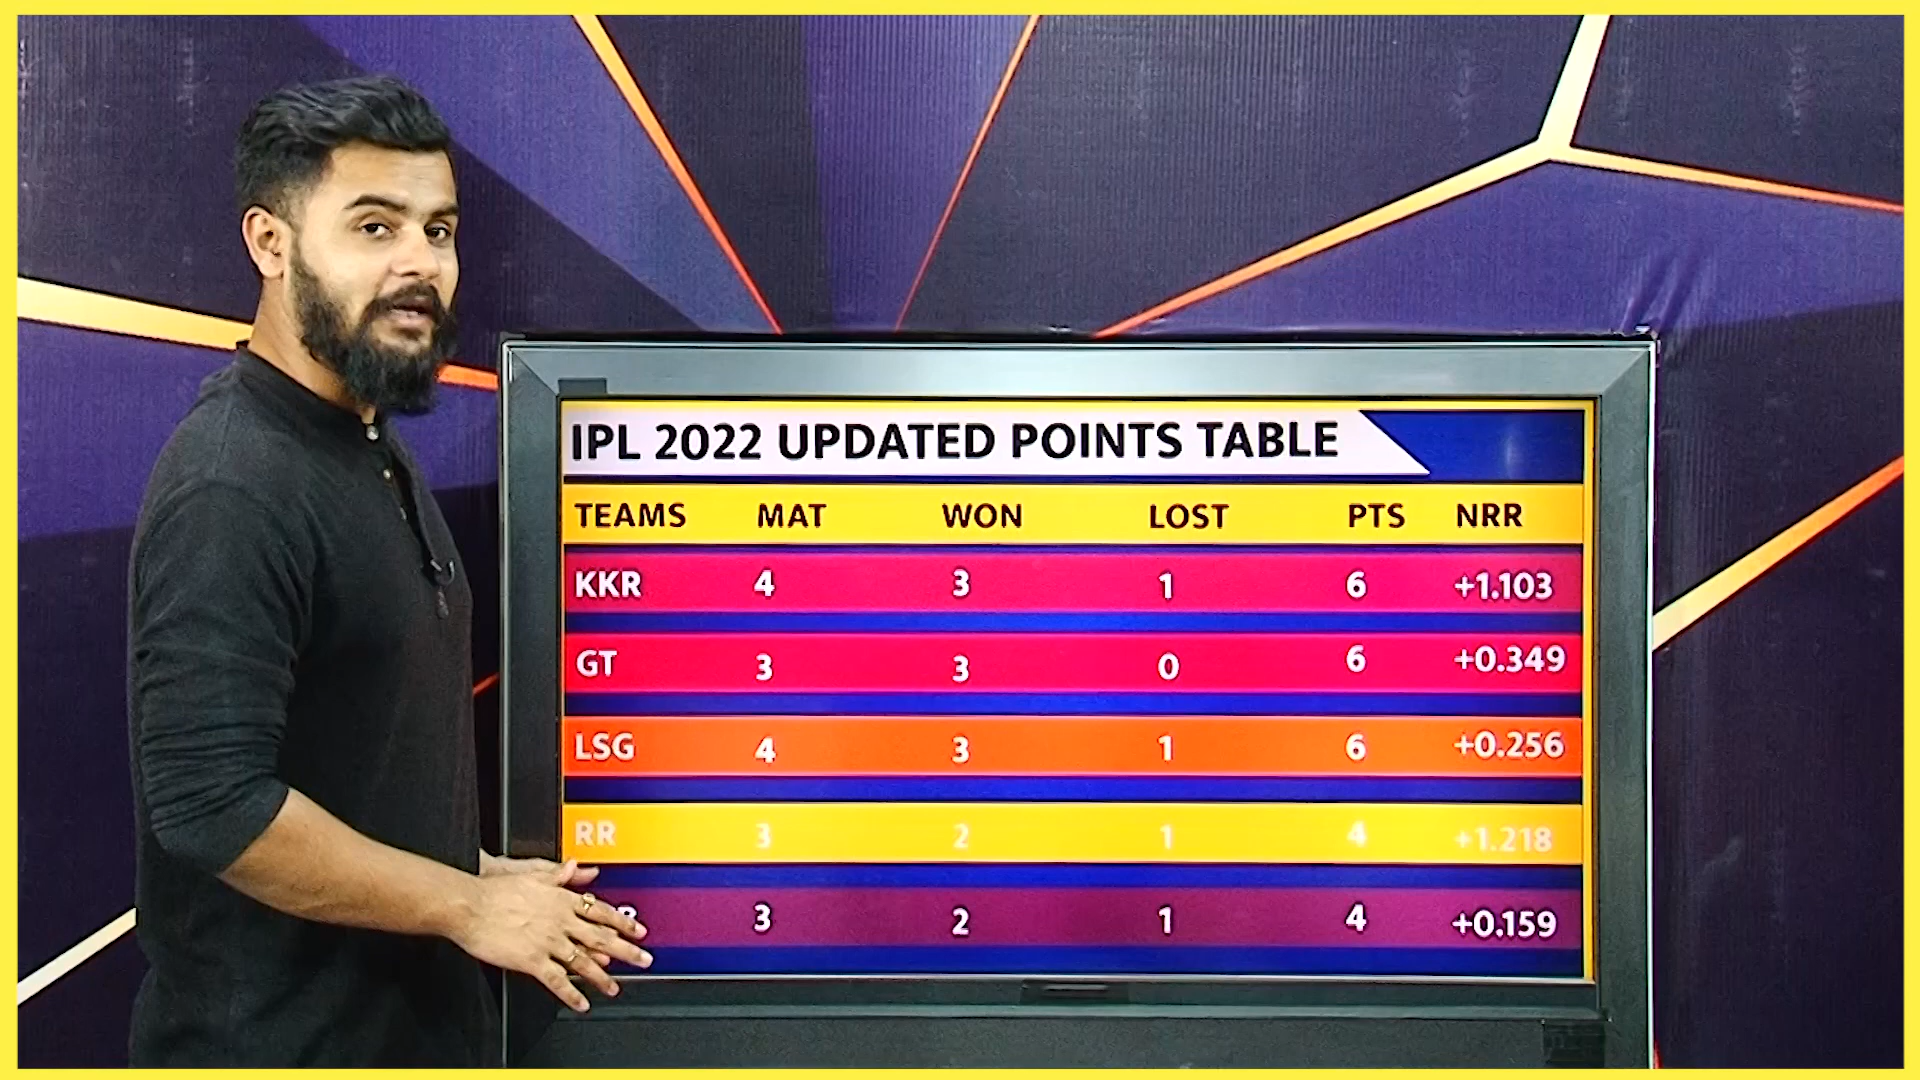 IPL 2022 UPDATED POINTS TABLE
TEAMS MAT WON LOST PTS NRR
KKR 4 3 1 6 +1.103
GT 3 3 0 6 +0.349
LSG 4 3 1 6 +0.256
RR 3 2 1 4 +1.218
3 2 1 4 +0.159